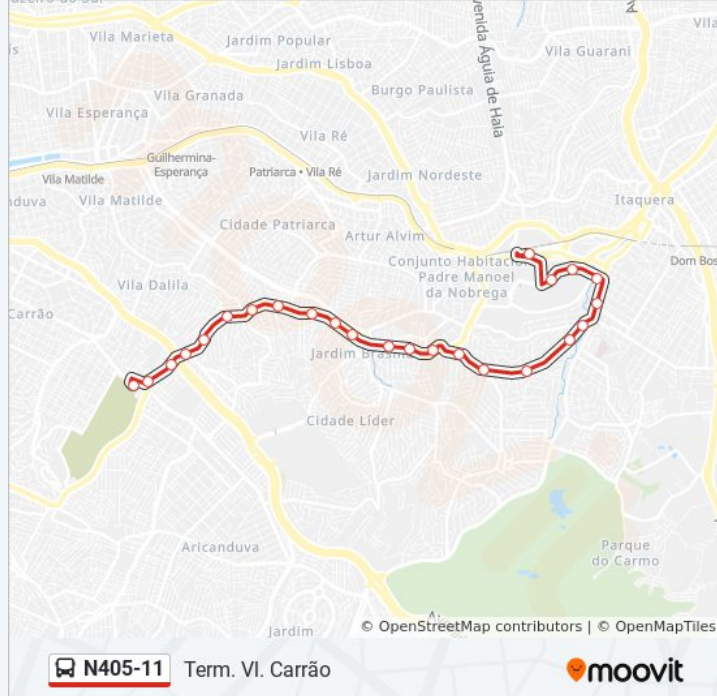 Vila Marieta
Jardim Popular
Jardim Lisboa
Avenida Águia de Haia
Vila Guarani
Vila Granada
Burgo Paulista
Vila Esperança
Vila Ré
Guilhermina-
Esperança
Patriarca • Vila Ré
Jardim Nordeste
Vila Matilde
Vila Matilde
Itaquera
Cidade Patriarca
Artur Alvim
Conjunto Habitaci
Padre Manoel
da Nobrega
Dom Bos
Vila Dalila
Carrão
Jardim Bras
Cidade Líder
Aricanduva
Parque
do Carmo
Jardim
© OpenStreetMap contributors | © OpenMapTiles
N405-11 Term. Vl. Carrão
moovit